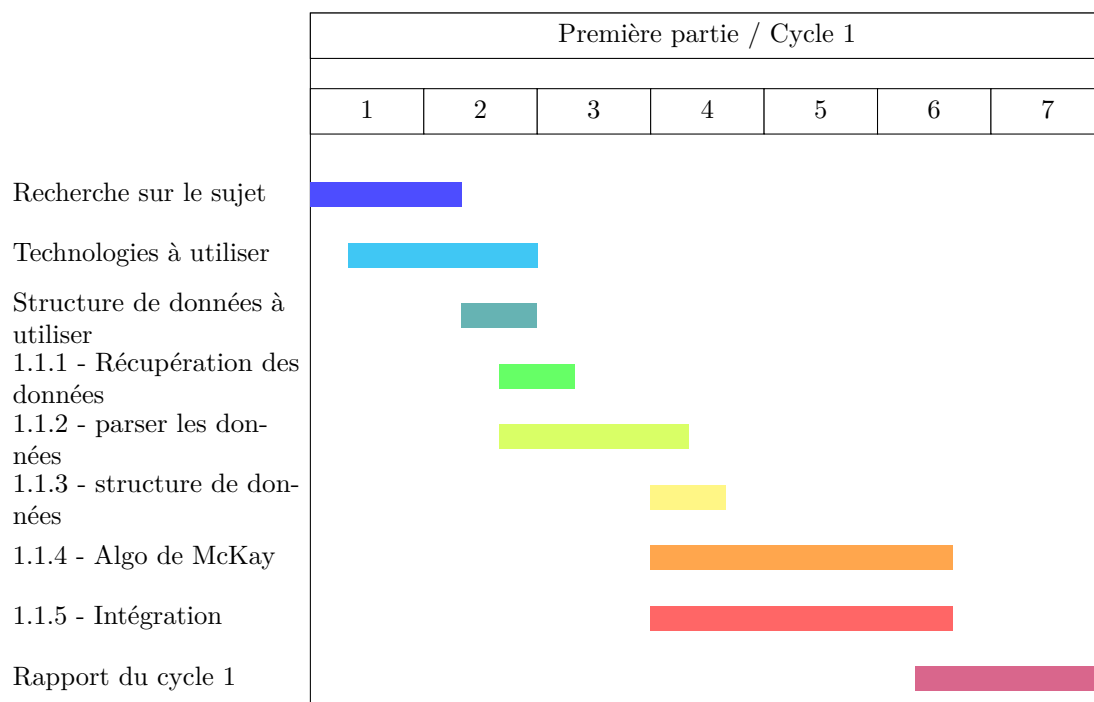 Première partie / Cycle 1
1 2 3 4 5 6 7
Recherche sur le sujet
Technologies à utiliser
Structure de données à
utiliser
1.1.1 - Récupération des
données
1.1.2 - parser les don-
nées
1.1.3 - structure de don-
nées
1.1.4 - Algo de McKay
1.1.5 - Intégration
Rapport du cycle 1